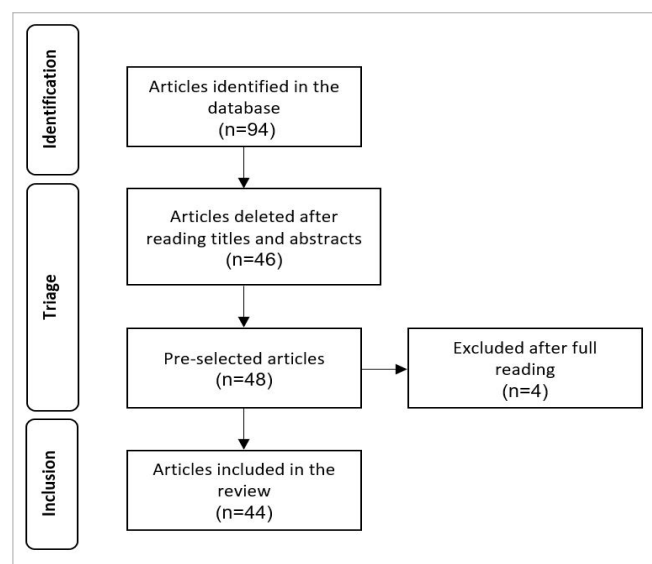 Identification
Articles identified in the
database
(n=94)
Triage
Articles deleted after
reading titles and abstracts
(n=46)
Pre-selected articles
(n=48)
Excluded after full
reading
(n=4)
Inclusion
Articles included in the
review
(n=44)